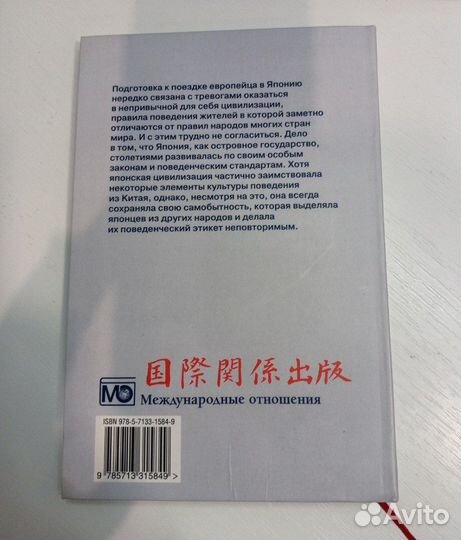 Подготовка к поездке европейца в Японию
нередко связана с тревогами оказаться
в непривычной для себя цивилизации,
правила поведения жителей в которой заметно
отличаются от правил народов многих стран
мира. И с этим трудно не согласиться. Дело
в том, что Япония, как островное государство,
столетиями развивалась по своим особым
законам и поведенческим стандартам. Хотя
японская цивилизация частично заимствовала
некоторые элементы культуры поведения
из Китая, однако, несмотря на это, она всегда
сохраняла свою самобытность, которая выделяла
японцев из других народов и делала
их поведенческий этикет неповторимым.
国際関係出版
МО Международные отношения
ISBN 978-5-7133-1584-9
9 785713 315849 >
Avito